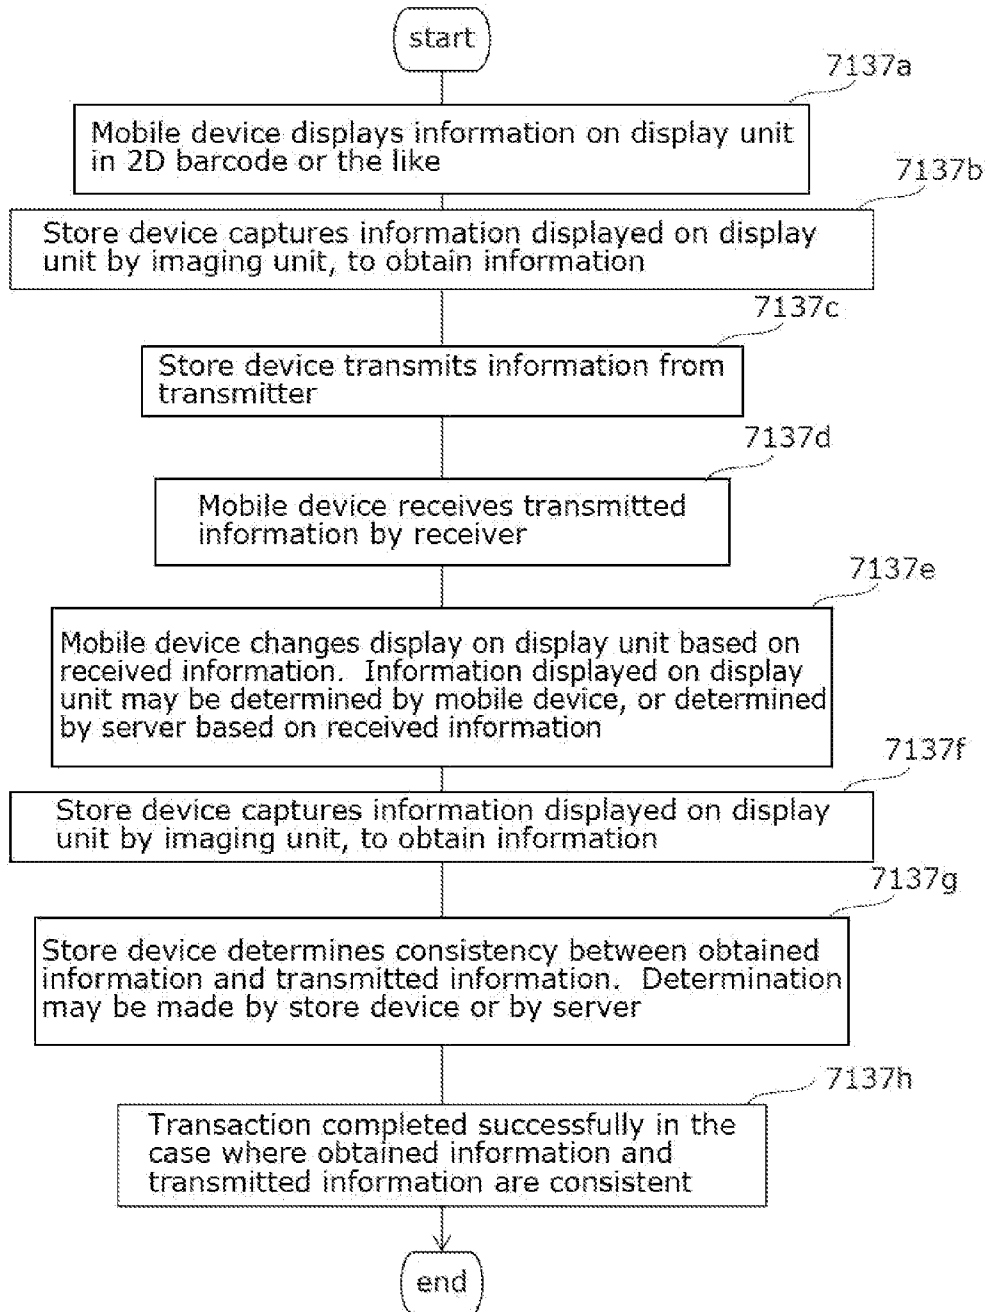 start
7137a
Mobile device displays information on display unit
in 2D barcode or the like
7137b
Store device captures information displayed on display
unit by imaging unit, to obtain information
7137c
Store device transmits information from
transmitter
7137d
Mobile device receives transmitted
information by receiver
7137e
Mobile device changes display on display unit based on
received information.  Information displayed on display
unit may be determined by mobile device, or determined
by server based on received information
7137f
Store device captures information displayed on display
unit by imaging unit, to obtain information
7137g
Store device determines consistency between obtained
information and transmitted information.  Determination
may be made by store device or by server
7137h
Transaction completed successfully in the
case where obtained information and
transmitted information are consistent
end